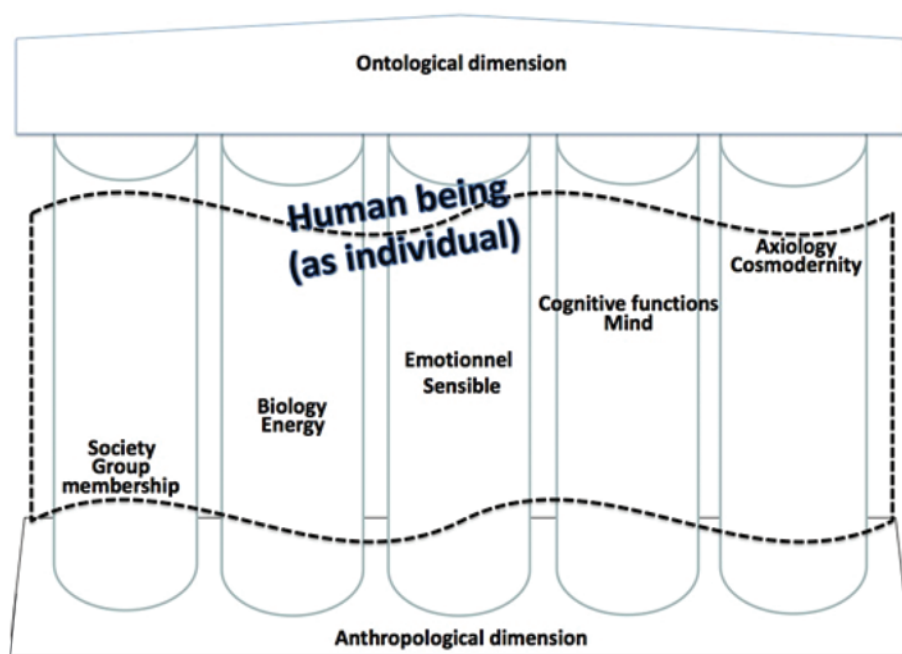 Ontological dimension
Human being
(as individual)
Axiology
Cosmodernity
Cognitive functions
Mind
Emotionnel
Sensible
Biology
Energy
Society
Group
membership
Anthropological dimension